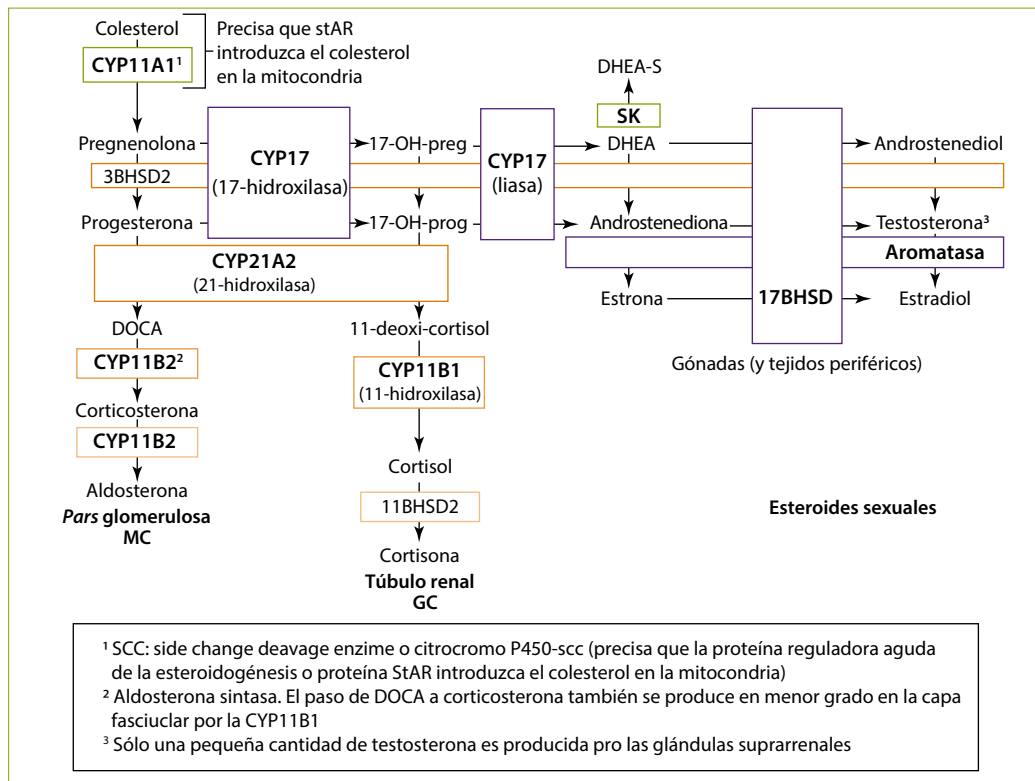 Colesterol
CYP11A1¹
Precisa que stAR
introduzca el colesterol
en la mitocondria
DHEA-S
SK
Pregnenolona
CYP17
(17-hidroxilasa)
17-OH-preg
CYP17
(liasa)
DHEA
Androstenediol
3BHSD2
Progesterona
17-OH-prog
Androstenediona
Testosterona³
CYP21A2
(21-hidroxilasa)
Aromatasa
Estrona
17BHSD
Estradiol
DOCA
11-deoxi-cortisol
CYP11B2²
CYP11B1
(11-hidroxilasa)
Gónadas (y tejidos periféricos)
Corticosterona
CYP11B2
Cortisol
Aldosterona
Pars glomerulosa
MC
11BHSD2
Esteroides sexuales
Cortisona
Túbulo renal
GC
¹ SCC: side change deavage enzime o citrocromo P450-scc (precisa que la proteína reguladora aguda
de la esteroidogénesis o proteína StAR introduzca el colesterol en la mitocondria)
² Aldosterona sintasa. El paso de DOCA a corticosterona también se produce en menor grado en la capa
fasciuclar por la CYP11B1
³ Sólo una pequeña cantidad de testosterona es producida pro las glándulas suprarrenales